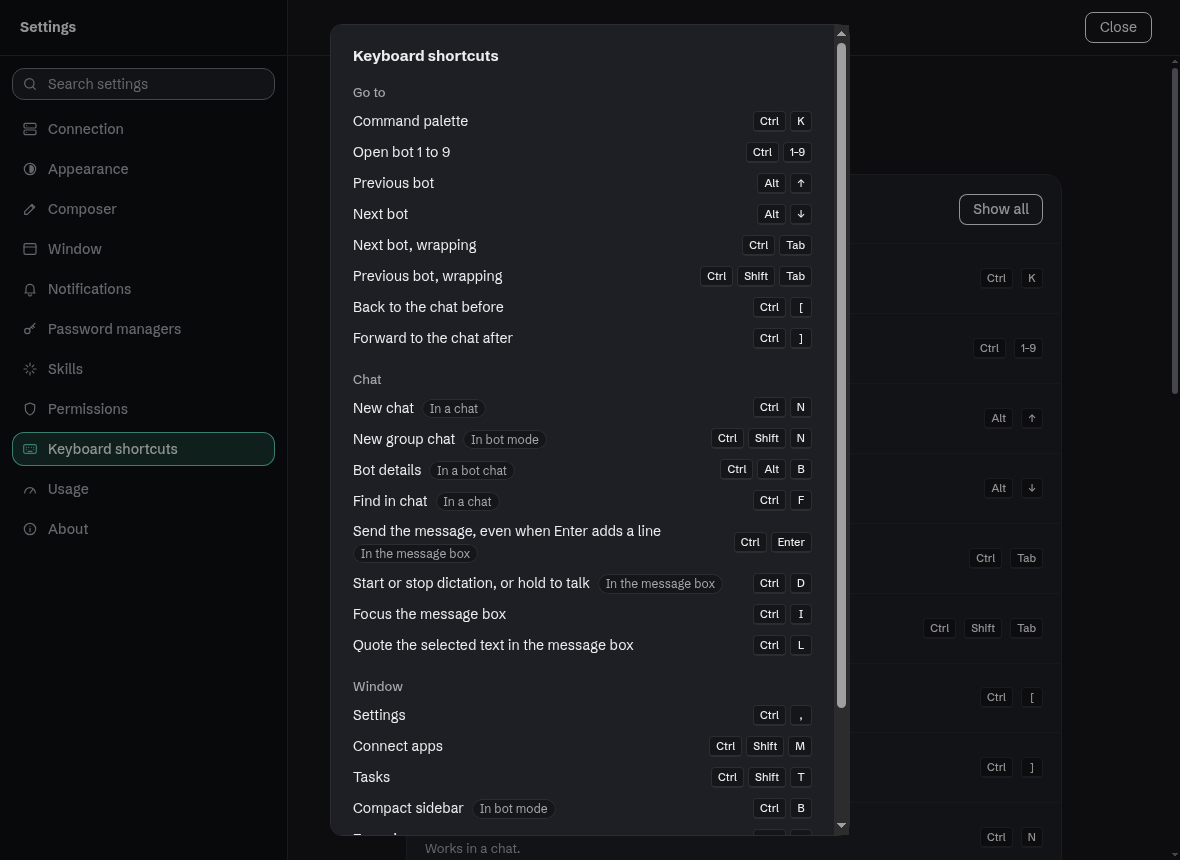 Settings
Close
Search settings
Connection
Appearance
Composer
Window
Notifications
Password managers
Skills
Permissions
Keyboard shortcuts
Usage
About
Keyboard shortcuts
Go to
Command palette Ctrl K
Open bot 1 to 9 Ctrl 1-9
Previous bot Alt ↑
Next bot Alt ↓
Next bot, wrapping Ctrl Tab
Previous bot, wrapping Ctrl Shift Tab
Back to the chat before Ctrl [
Forward to the chat after Ctrl ]
Chat
New chat In a chat Ctrl N
New group chat In bot mode Ctrl Shift N
Bot details In a bot chat Ctrl Alt B
Find in chat In a chat Ctrl F
Send the message, even when Enter adds a line
In the message box Ctrl Enter
Start or stop dictation, or hold to talk In the message box Ctrl D
Focus the message box Ctrl I
Quote the selected text in the message box Ctrl L
Window
Settings Ctrl ,
Connect apps Ctrl Shift M
Tasks Ctrl Shift T
Compact sidebar In bot mode Ctrl B
Show all
Ctrl K
Ctrl 1-9
Alt ↑
Alt ↓
Ctrl Tab
Ctrl Shift Tab
Ctrl [
Ctrl ]
Ctrl N
Works in a chat.